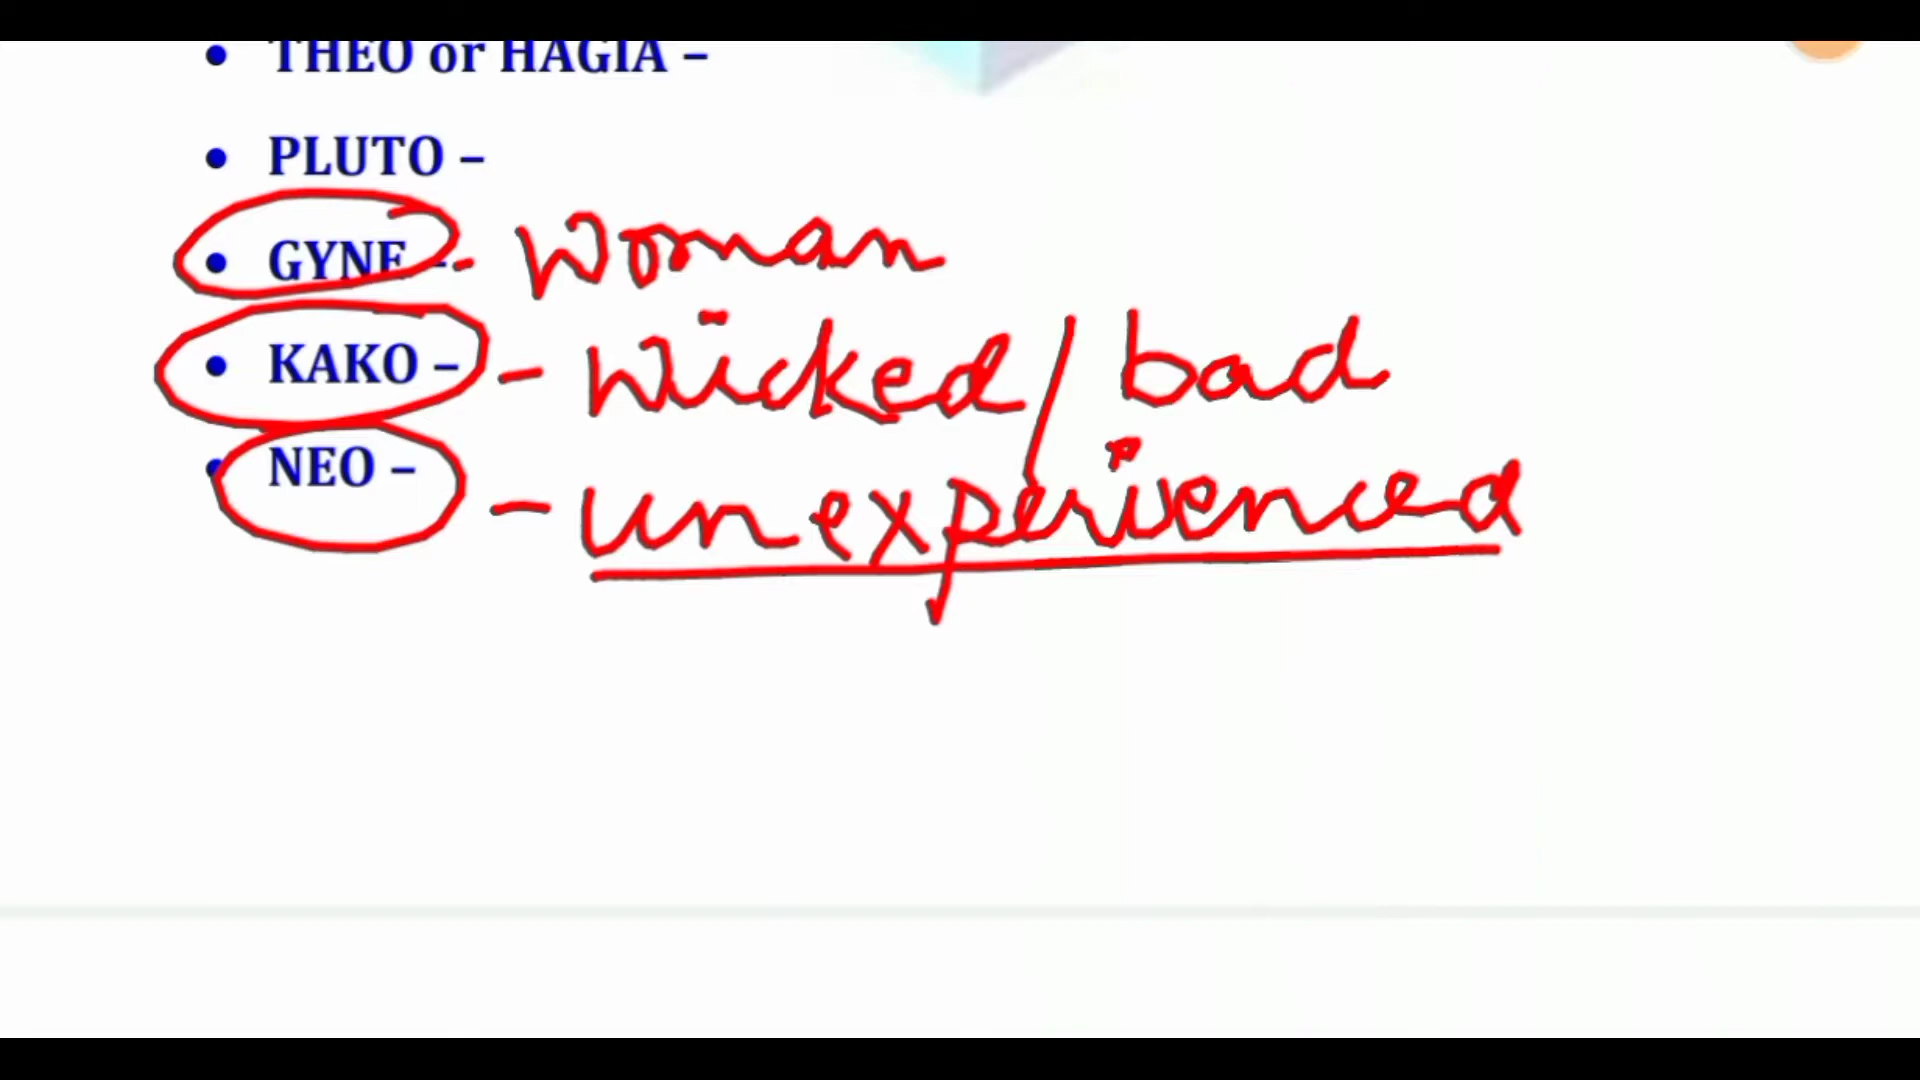 • THEO or HAGIA –
• PLUTO –
• GYNE – - woman
• KAKO – - wicked / bad
• NEO – - unexperienced